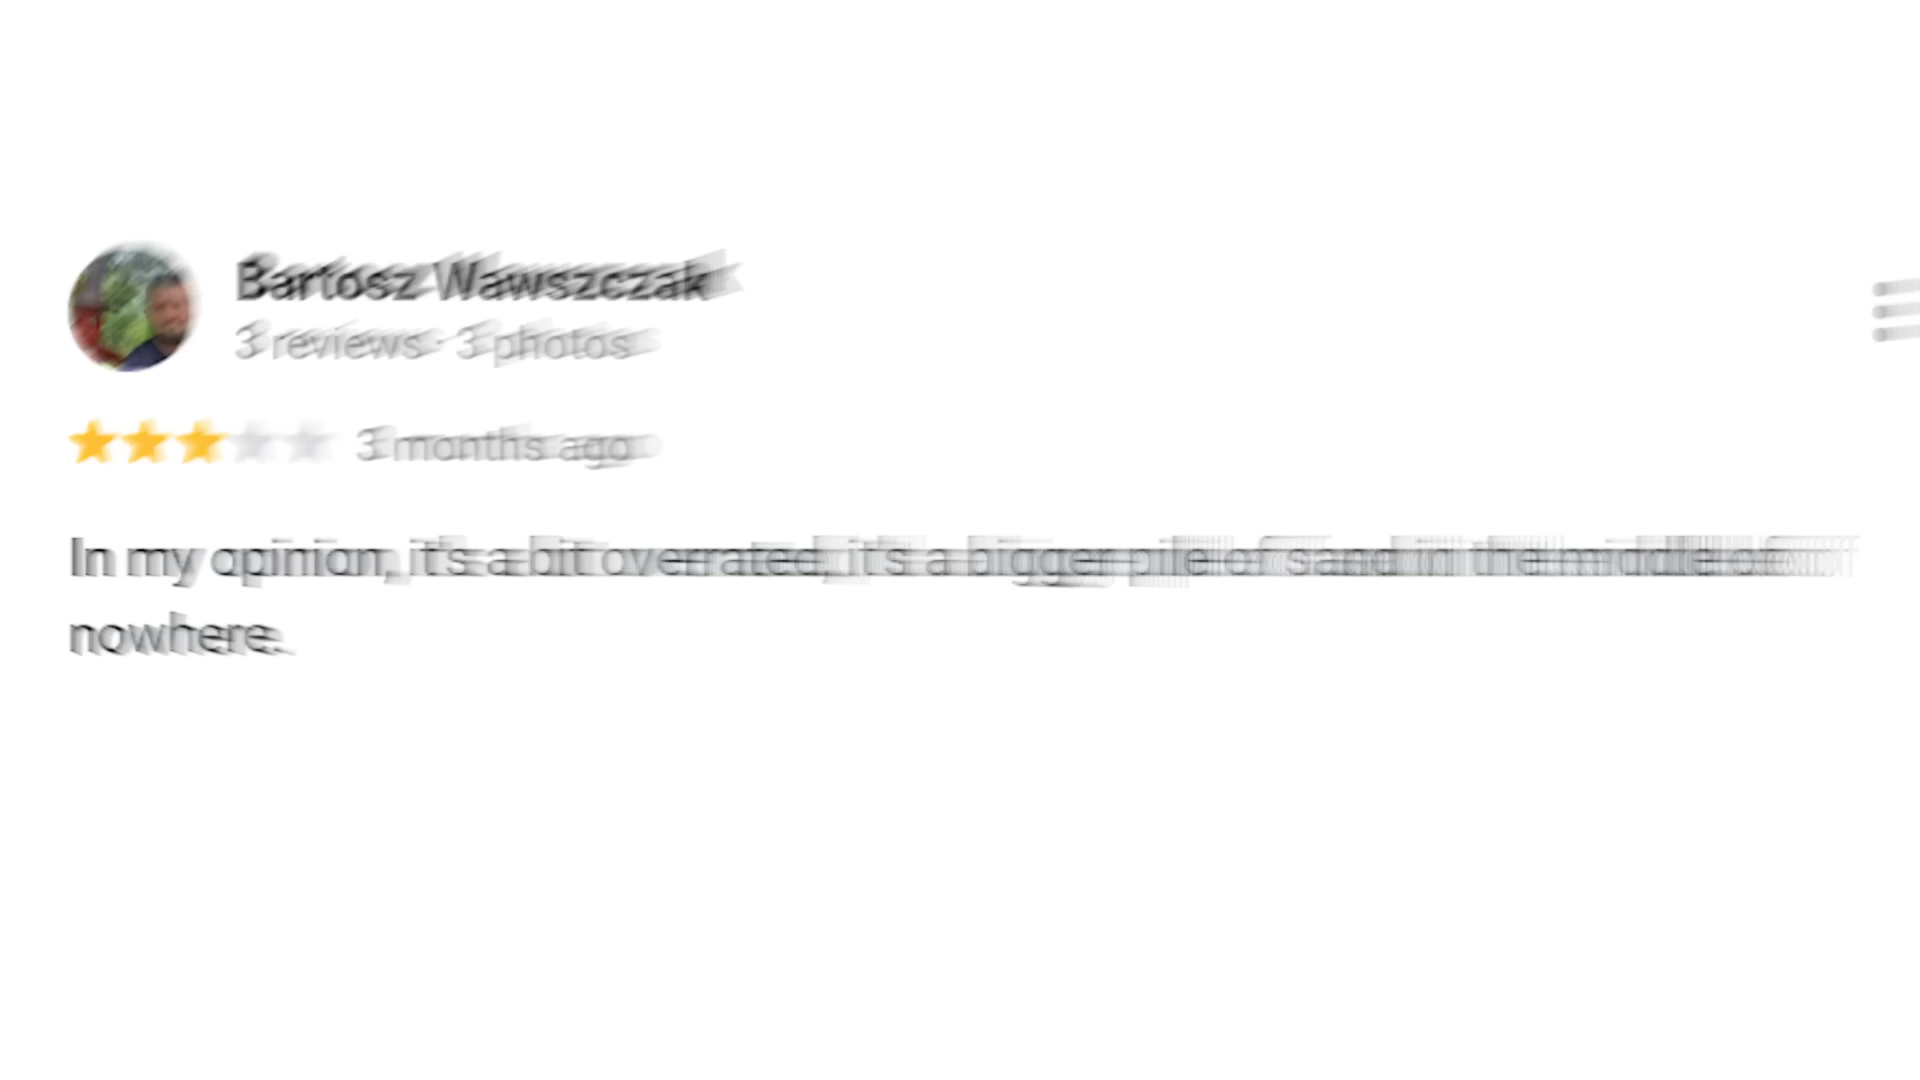 Bartosz Wawszczak
3 reviews · 3 photos
3 months ago
In my opinion, it's a bit overrated, it's a bigger pile of sand in the middle of
nowhere.